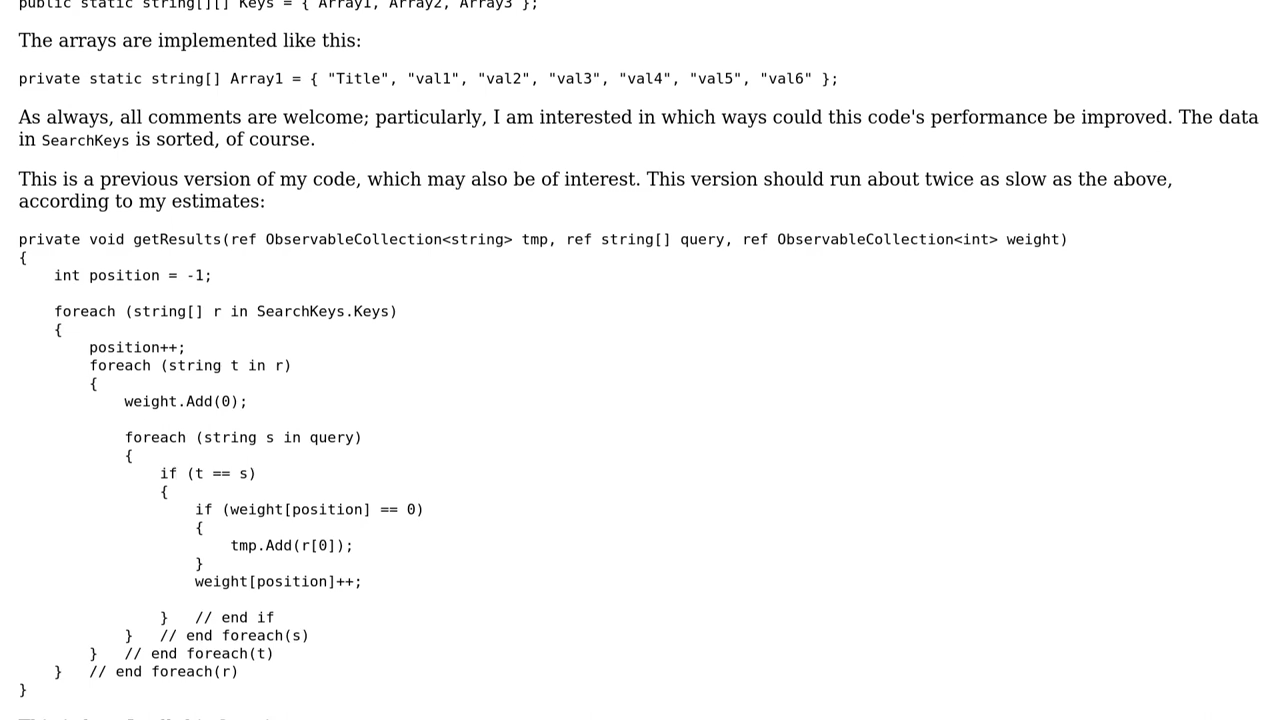 public static string[][] Keys = { Array1, Array2, Array3 };
The arrays are implemented like this:
private static string[] Array1 = { "Title", "val1", "val2", "val3", "val4", "val5", "val6" };
As always, all comments are welcome; particularly, I am interested in which ways could this code's performance be improved. The data
in SearchKeys is sorted, of course.
This is a previous version of my code, which may also be of interest. This version should run about twice as slow as the above,
according to my estimates:
private void getResults(ref ObservableCollection<string> tmp, ref string[] query, ref ObservableCollection<int> weight)
{
    int position = -1;
    foreach (string[] r in SearchKeys.Keys)
    {
        position++;
        foreach (string t in r)
        {
            weight.Add(0);
            foreach (string s in query)
            {
                if (t == s)
                {
                    if (weight[position] == 0)
                    {
                        tmp.Add(r[0]);
                    }
                    weight[position]++;
                }   // end if
            }   // end foreach(s)
        }   // end foreach(t)
    }   // end foreach(r)
}